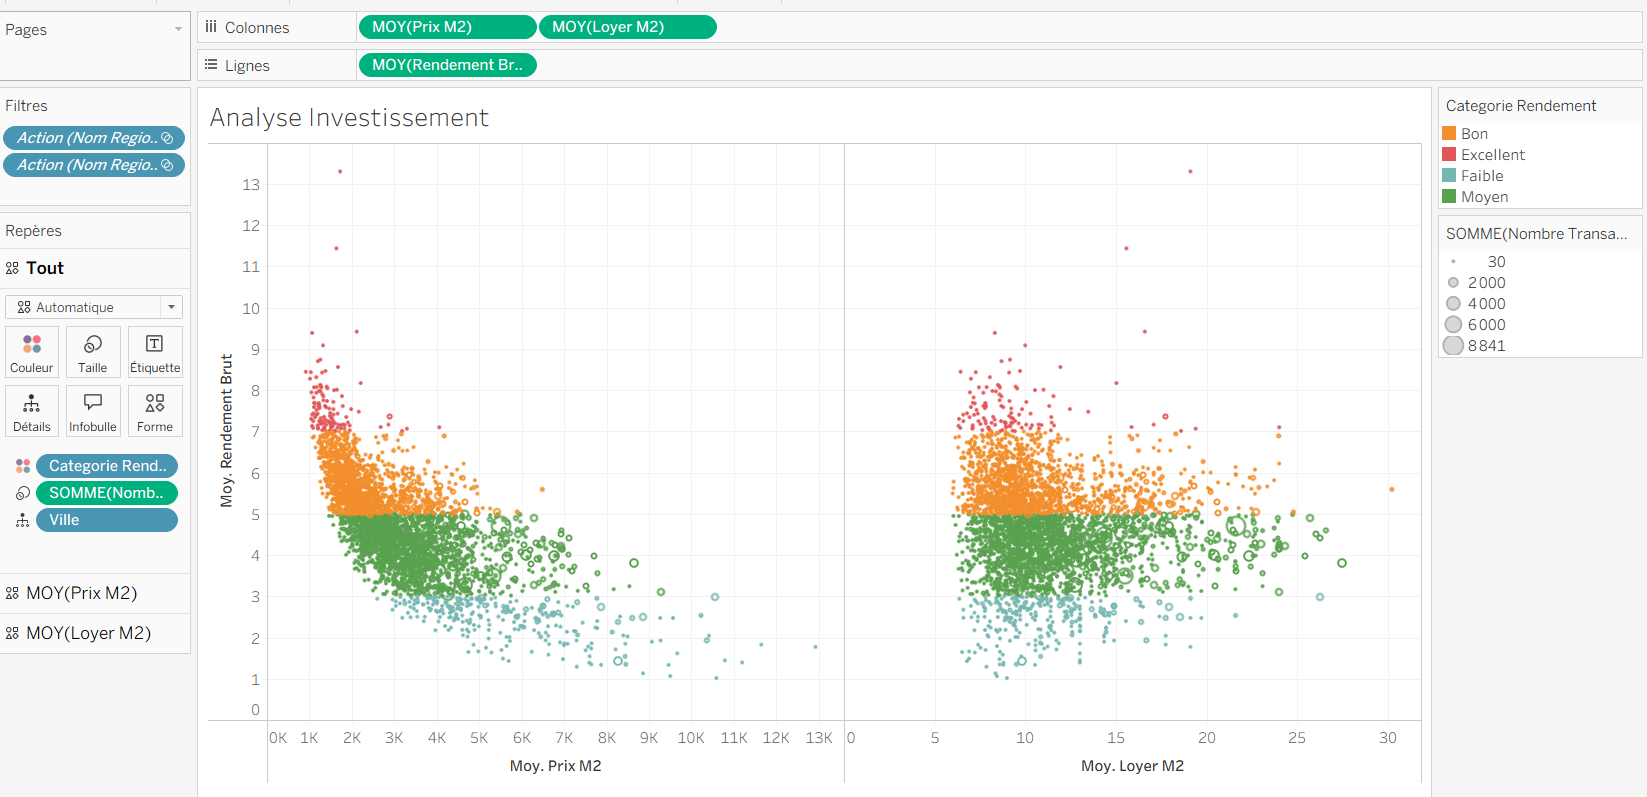 Pages
Colonnes
MOY(Prix M2)
MOY(Loyer M2)
Lignes
MOY(Rendement Br..
Filtres
Action (Nom Regio..
Action (Nom Regio..
Repères
Tout
Automatique
Couleur
Taille
Étiquette
Détails
Infobulle
Forme
Categorie Rend..
SOMME(Nomb..
Ville
MOY(Prix M2)
MOY(Loyer M2)
Analyse Investissement
Moy. Rendement Brut
13
12
11
10
9
8
7
6
5
4
3
2
1
0
0K 1K 2K 3K 4K 5K 6K 7K 8K 9K 10K 11K 12K 13K
Moy. Prix M2
0 5 10 15 20 25 30
Moy. Loyer M2
Categorie Rendement
Bon
Excellent
Faible
Moyen
SOMME(Nombre Transa...
30
2 000
4 000
6 000
8 841